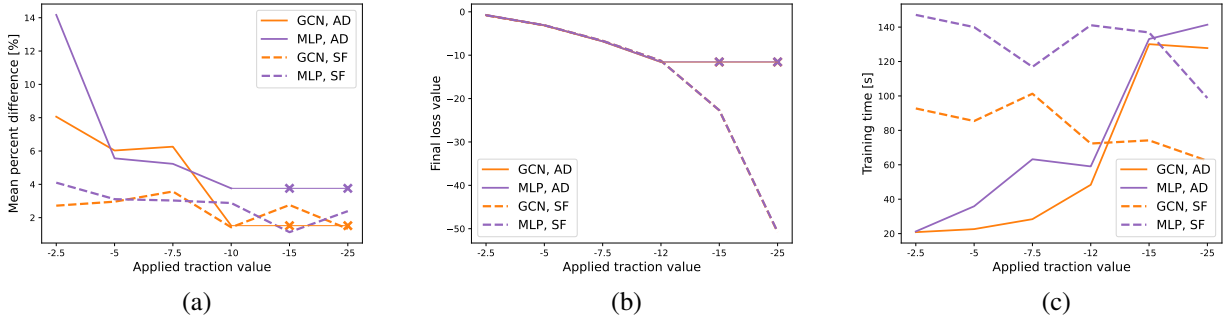 Mean percent difference [%]
14
12
10
8
6
4
2
-2.5 -5 -7.5 -10 -15 -25
Applied traction value
GCN, AD
MLP, AD
GCN, SF
MLP, SF
(a)
Final loss value
0
−10
−20
−30
−40
−50
-2.5 -5 -7.5 -12 -15 -25
Applied traction value
GCN, AD
MLP, AD
GCN, SF
MLP, SF
(b)
Training time [s]
140
120
100
80
60
40
20
-2.5 -5 -7.5 -12 -15 -25
Applied traction value
GCN, AD
MLP, AD
GCN, SF
MLP, SF
(c)